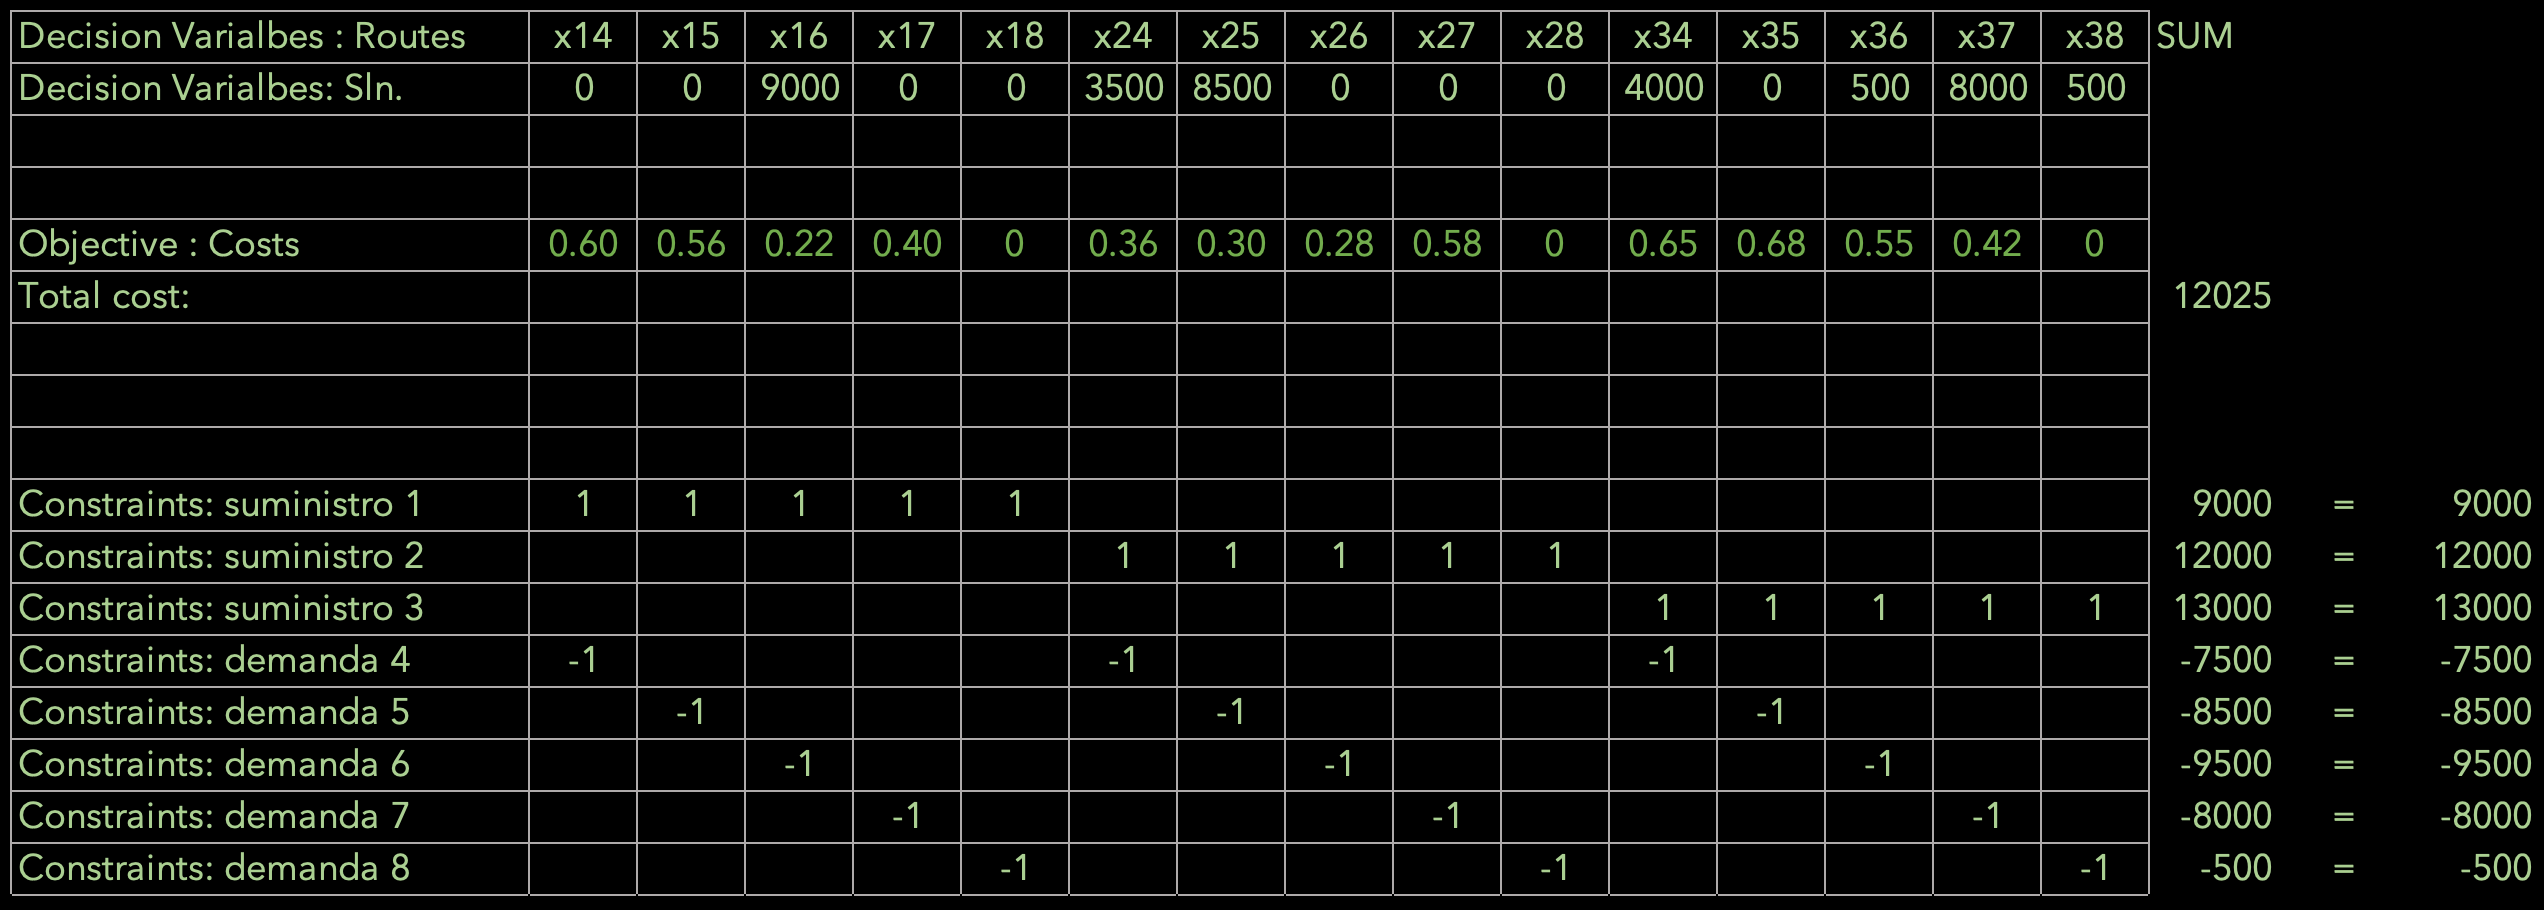 Decision Varialbes : Routes x14 x15 x16 x17 x18 x24 x25 x26 x27 x28 x34 x35 x36 x37 x38 SUM
Decision Varialbes: Sln. 0 0 9000 0 0 3500 8500 0 0 0 4000 0 500 8000 500
Objective : Costs 0.60 0.56 0.22 0.40 0 0.36 0.30 0.28 0.58 0 0.65 0.68 0.55 0.42 0
Total cost: 12025
Constraints: suministro 1 1 1 1 1 1 9000 = 9000
Constraints: suministro 2 1 1 1 1 1 12000 = 12000
Constraints: suministro 3 1 1 1 1 1 13000 = 13000
Constraints: demanda 4 -1 -1 -1 -7500 = -7500
Constraints: demanda 5 -1 -1 -1 -8500 = -8500
Constraints: demanda 6 -1 -1 -1 -9500 = -9500
Constraints: demanda 7 -1 -1 -1 -8000 = -8000
Constraints: demanda 8 -1 -1 -1 -500 = -500